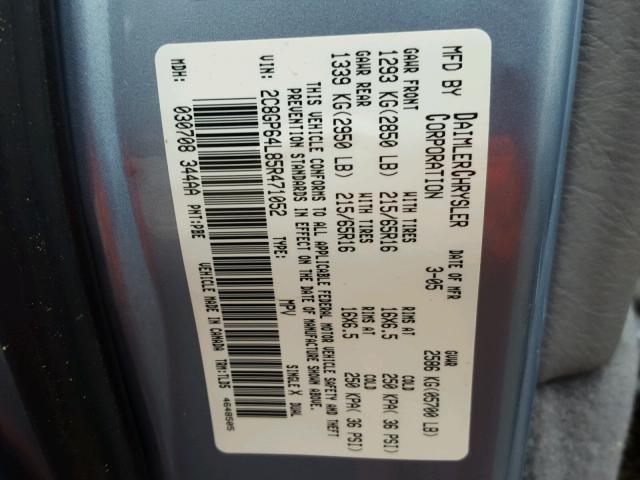 MFD BY DAIMLERCHRYSLER CORPORATION DATE OF MFR 3-05 GVWR 2586 KG(05700 LB)
GAWR FRONT WITH TIRES RIMS AT COLD
1293 KG(2850 LB) 215/65R16 16X6.5 250 KPA( 36 PSI)
GAWR REAR WITH TIRES RIMS AT COLD
1339 KG(2950 LB) 215/65R16 16X6.5 250 KPA( 36 PSI)
THIS VEHICLE CONFORMS TO ALL APPLICABLE FEDERAL MOTOR VEHICLE SAFETY AND THEFT
PREVENTION STANDARDS IN EFFECT ON THE DATE OF MANUFACTURE SHOWN ABOVE.
VIN: 2C8GP64L85R471052 TYPE: MPV SINGLE X DUAL
MDH: 030708 344AA PNT:PBE VEHICLE MADE IN CANADA TRM:L1D5 4648505